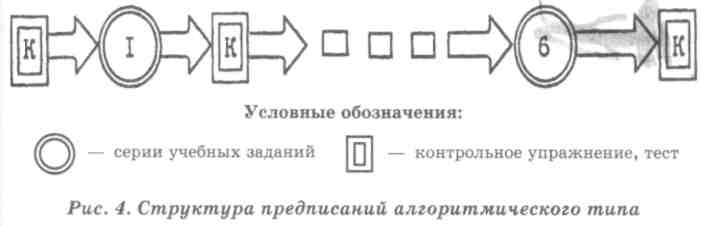 К I К 6 К
Условные обозначения:
— серии учебных заданий — контрольное упражнение, тест
Рис. 4. Структура предписаний алгоритмического типа